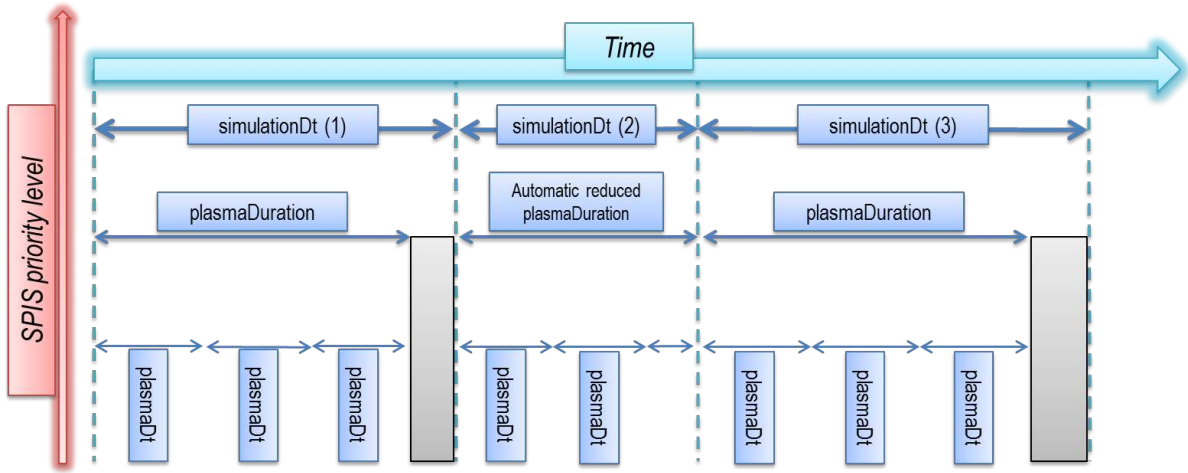 Time
SPIS priority level
simulationDt (1)
simulationDt (2)
simulationDt (3)
plasmaDuration
Automatic reduced
plasmaDuration
plasmaDuration
plasmaDt
plasmaDt
plasmaDt
plasmaDt
plasmaDt
plasmaDt
plasmaDt
plasmaDt